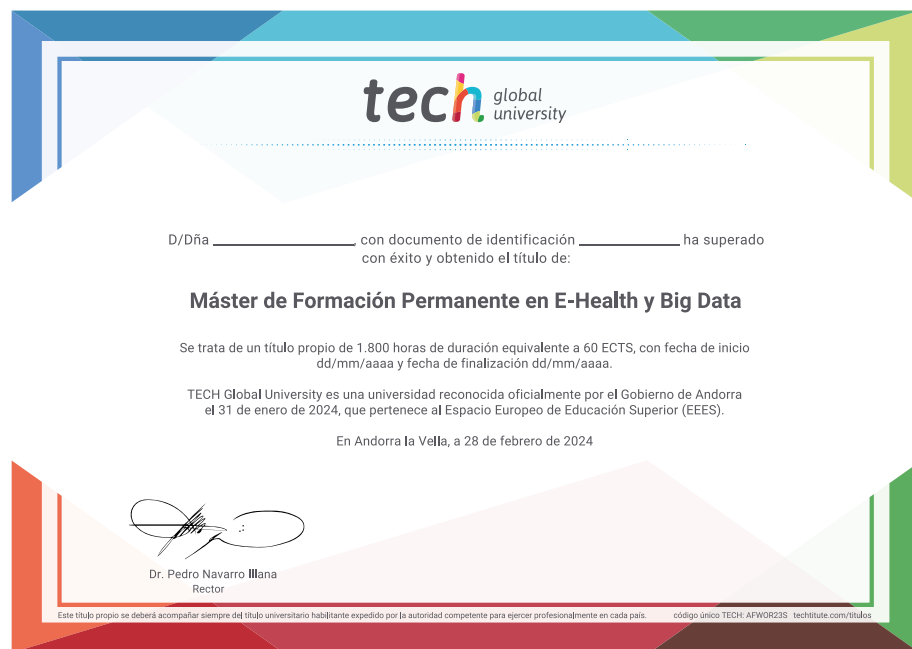 tech global university
D/Dña ____________________, con documento de identificación ______________ ha superado
con éxito y obtenido el título de:
Máster de Formación Permanente en E-Health y Big Data
Se trata de un título propio de 1.800 horas de duración equivalente a 60 ECTS, con fecha de inicio
dd/mm/aaaa y fecha de finalización dd/mm/aaaa.
TECH Global University es una universidad reconocida oficialmente por el Gobierno de Andorra
el 31 de enero de 2024, que pertenece al Espacio Europeo de Educación Superior (EEES).
En Andorra la Vella, a 28 de febrero de 2024
Dr. Pedro Navarro Illana
Rector
Este título propio se deberá acompañar siempre del título universitario habilitante expedido por la autoridad competente para ejercer profesionalmente en cada país. código único TECH: AFWOR23S techtitute.com/titulos